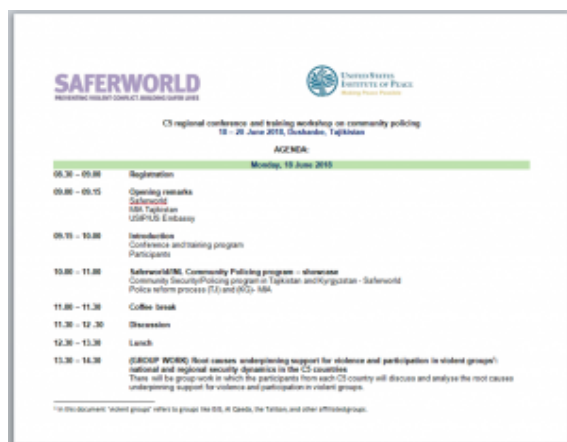 SAFERWORLD
PREVENTING VIOLENT CONFLICT. BUILDING SAFER LIVES
UNITED STATES
INSTITUTE OF PEACE
Making Peace Possible
C5 regional conference and training workshop on community policing
18 – 20 June 2018, Dushanbe, Tajikistan
AGENDA:
Monday, 18 June 2018
08.30 – 09.00 Registration
09.00 – 09.15 Opening remarks
Saferworld
MIA Tajikistan
USIP/US Embassy
09.15 – 10.00 Introduction
Conference and training program
Participants
10.00 – 11.00 Saferworld/INL Community Policing program – showcase
Community Security/Policing program in Tajikistan and Kyrgyzstan - Saferworld
Police reform process (TJ) and (KG)- MIA
11.00 – 11.30 Coffee break
11.30 – 12 .30 Discussion
12.30 – 13.30 Lunch
13.30 – 14.30 (GROUP WORK) Root causes underpinning support for violence and participation in violent groups¹:
national and regional security dynamics in the C5 countries
There will be group work in which the participants from each C5 country will discuss and analyse the root causes
underpinning support for violence and participation in violent groups.
¹ In this document 'violent groups' refers to groups like ISIS, Al Qaeda, the Taliban, and other affiliated groups.